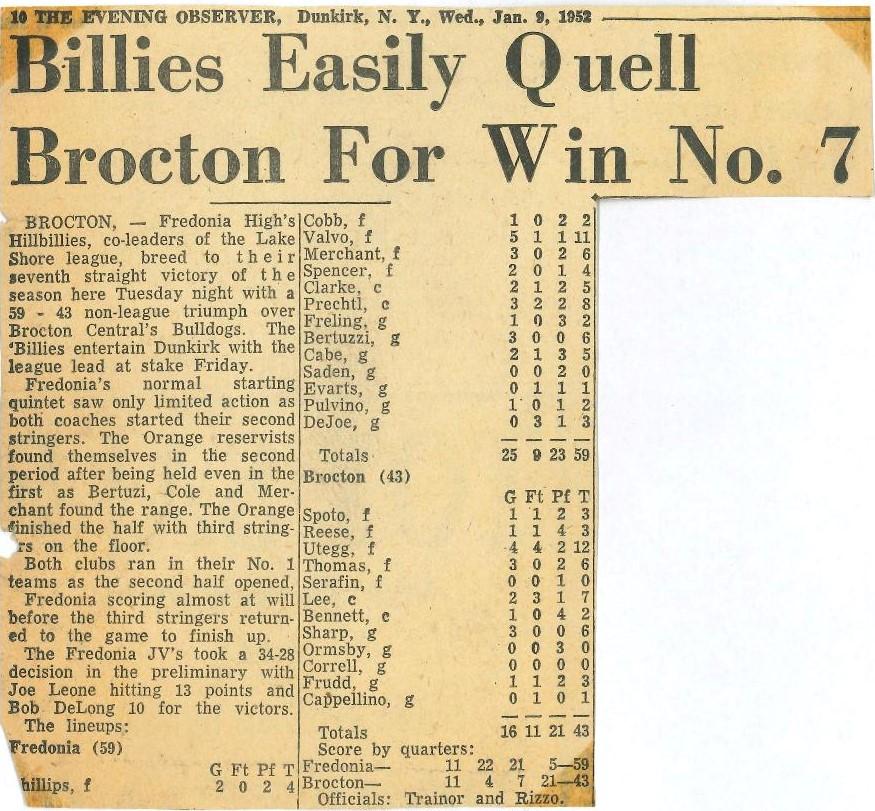 10 THE EVENING OBSERVER, Dunkirk, N. Y., Wed., Jan. 9, 1952
Billies Easily Quell
Brocton For Win No. 7
BROCTON, — Fredonia High's
Hillbillies, co-leaders of the Lake
Shore league, breed to their
seventh straight victory of the
season here Tuesday night with a
59 - 43 non-league triumph over
Brocton Central's Bulldogs. The
'Billies entertain Dunkirk with the
league lead at stake Friday.
Fredonia's normal starting
quintet saw only limited action as
both coaches started their second
stringers. The Orange reservists
found themselves in the second
period after being held even in the
first as Bertuzi, Cole and Mer-
chant found the range. The Orange
finished the half with third string-
rs on the floor.
Both clubs ran in their No. 1
teams as the second half opened,
Fredonia scoring almost at will
before the third stringers return-
ed to the game to finish up.
The Fredonia JV's took a 34-28
decision in the preliminary with
Joe Leone hitting 13 points and
Bob DeLong 10 for the victors.
The lineups:
Fredonia (59)
G Ft Pf T
hillips, f 2 0 2 4
Cobb, f 1 0 2 2
Valvo, f 5 1 1 11
Merchant, f 3 0 2 6
Spencer, f 2 0 1 4
Clarke, c 2 1 2 5
Prechtl, c 3 2 2 8
Freling, g 1 0 3 2
Bertuzzi, g 3 0 0 6
Cabe, g 2 1 3 5
Saden, g 0 0 2 0
Evarts, g 0 1 1 1
Pulvino, g 1 0 1 2
DeJoe, g 0 3 1 3
Totals 25 9 23 59
Brocton (43)
G Ft Pf T
Spoto, f 1 1 2 3
Reese, f 1 1 4 3
Utegg, f 4 4 2 12
Thomas, f 3 0 2 6
Serafin, f 0 0 1 0
Lee, c 2 3 1 7
Bennett, c 1 0 4 2
Sharp, g 3 0 0 6
Ormsby, g 0 0 3 0
Correll, g 0 0 0 0
Frudd, g 1 1 2 3
Cappellino, g 0 1 0 1
Totals 16 11 21 43
Score by quarters:
Fredonia— 11 22 21 5—59
Brocton— 11 4 7 21—43
Officials: Trainor and Rizzo.